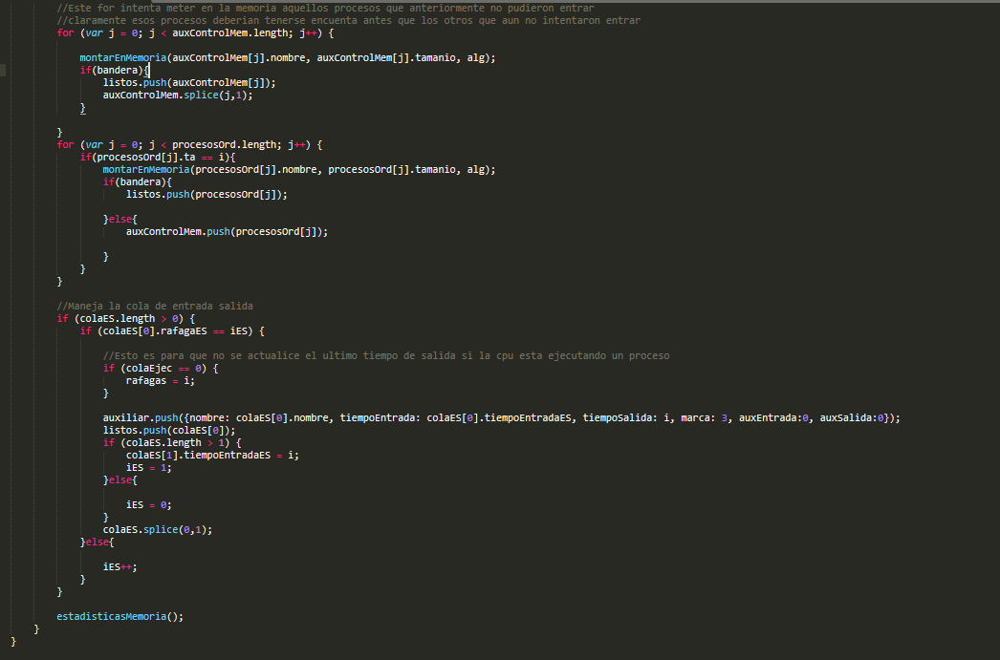 //Este for intenta meter en la memoria aquellos procesos que anteriormente no pudieron entrar
//claramente esos procesos deberian tenerse encuenta antes que los otros que aun no intentaron entrar
for (var j = 0; j < auxControlMem.length; j++) {
montarEnMemoria(auxControlMem[j].nombre, auxControlMem[j].tamanio, alg);
if(bandera){
listos.push(auxControlMem[j]);
auxControlMem.splice(j,1);
}
}
for (var j = 0; j < procesosOrd.length; j++) {
if(procesosOrd[j].ta == i){
montarEnMemoria(procesosOrd[j].nombre, procesosOrd[j].tamanio, alg);
if(bandera){
listos.push(procesosOrd[j]);
}else{
auxControlMem.push(procesosOrd[j]);
}
}
}
//Maneja la cola de entrada salida
if (colaES.length > 0) {
if (colaES[0].rafagaES == iES) {
//Esto es para que no se actualice el ultimo tiempo de salida si la cpu esta ejecutando un proceso
if (colaEjec == 0) {
rafagas = i;
}
auxiliar.push({nombre: colaES[0].nombre, tiempoEntrada: colaES[0].tiempoEntradaES, tiempoSalida: i, marca: 3, auxEntrada:0, auxSalida:0});
listos.push(colaES[0]);
if (colaES.length > 1) {
colaES[1].tiempoEntradaES = i;
iES = 1;
}else{
iES = 0;
}
colaES.splice(0,1);
}else{
iES++;
}
}
estadisticasMemoria();
}
}